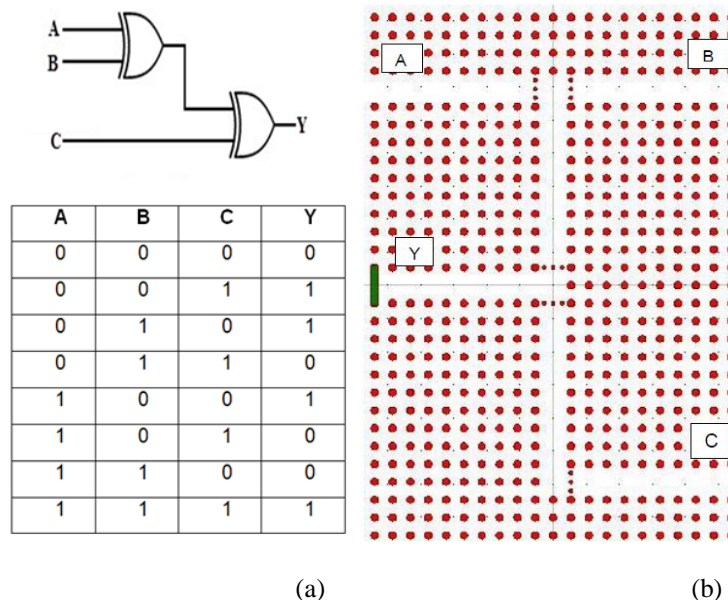 A
B
C
Y
A B C Y
0 0 0 0
0 0 1 1
0 1 0 1
0 1 1 0
1 0 0 1
1 0 1 0
1 1 0 0
1 1 1 1
A
B
Y
C
(a) (b)